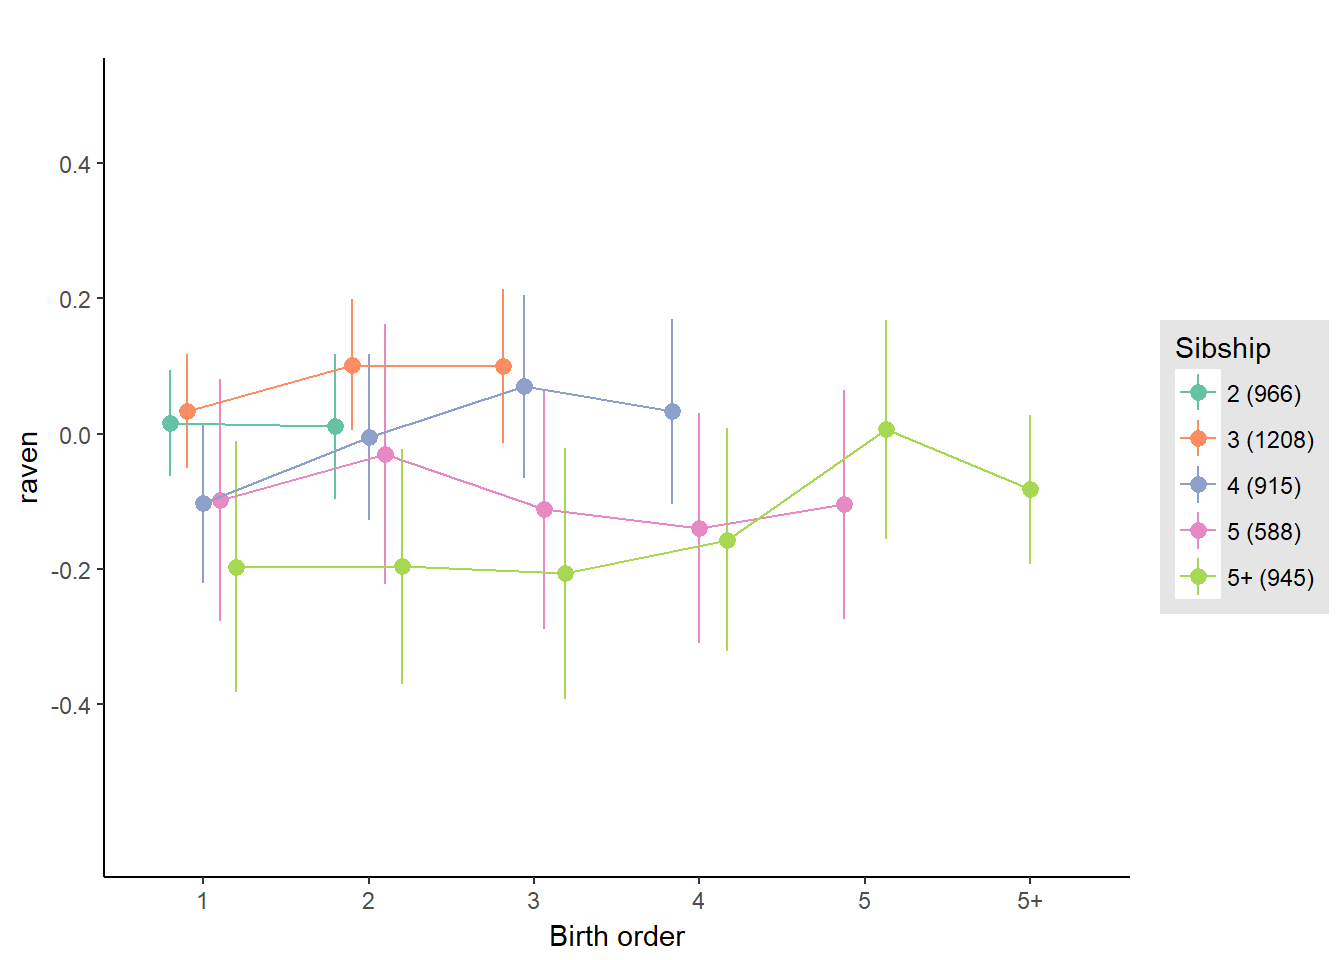 0.4
0.2
0.0
-0.2
-0.4
raven
1 2 3 4 5 5+
Birth order
Sibship
2 (966)
3 (1208)
4 (915)
5 (588)
5+ (945)